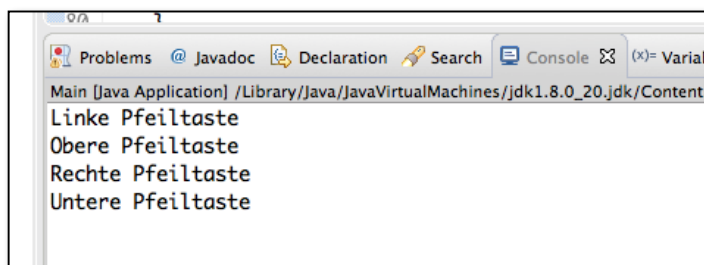 Problems @ Javadoc Declaration Search Console (x)= Varial
Main [Java Application] /Library/Java/JavaVirtualMachines/jdk1.8.0_20.jdk/Content
Linke Pfeiltaste
Obere Pfeiltaste
Rechte Pfeiltaste
Untere Pfeiltaste